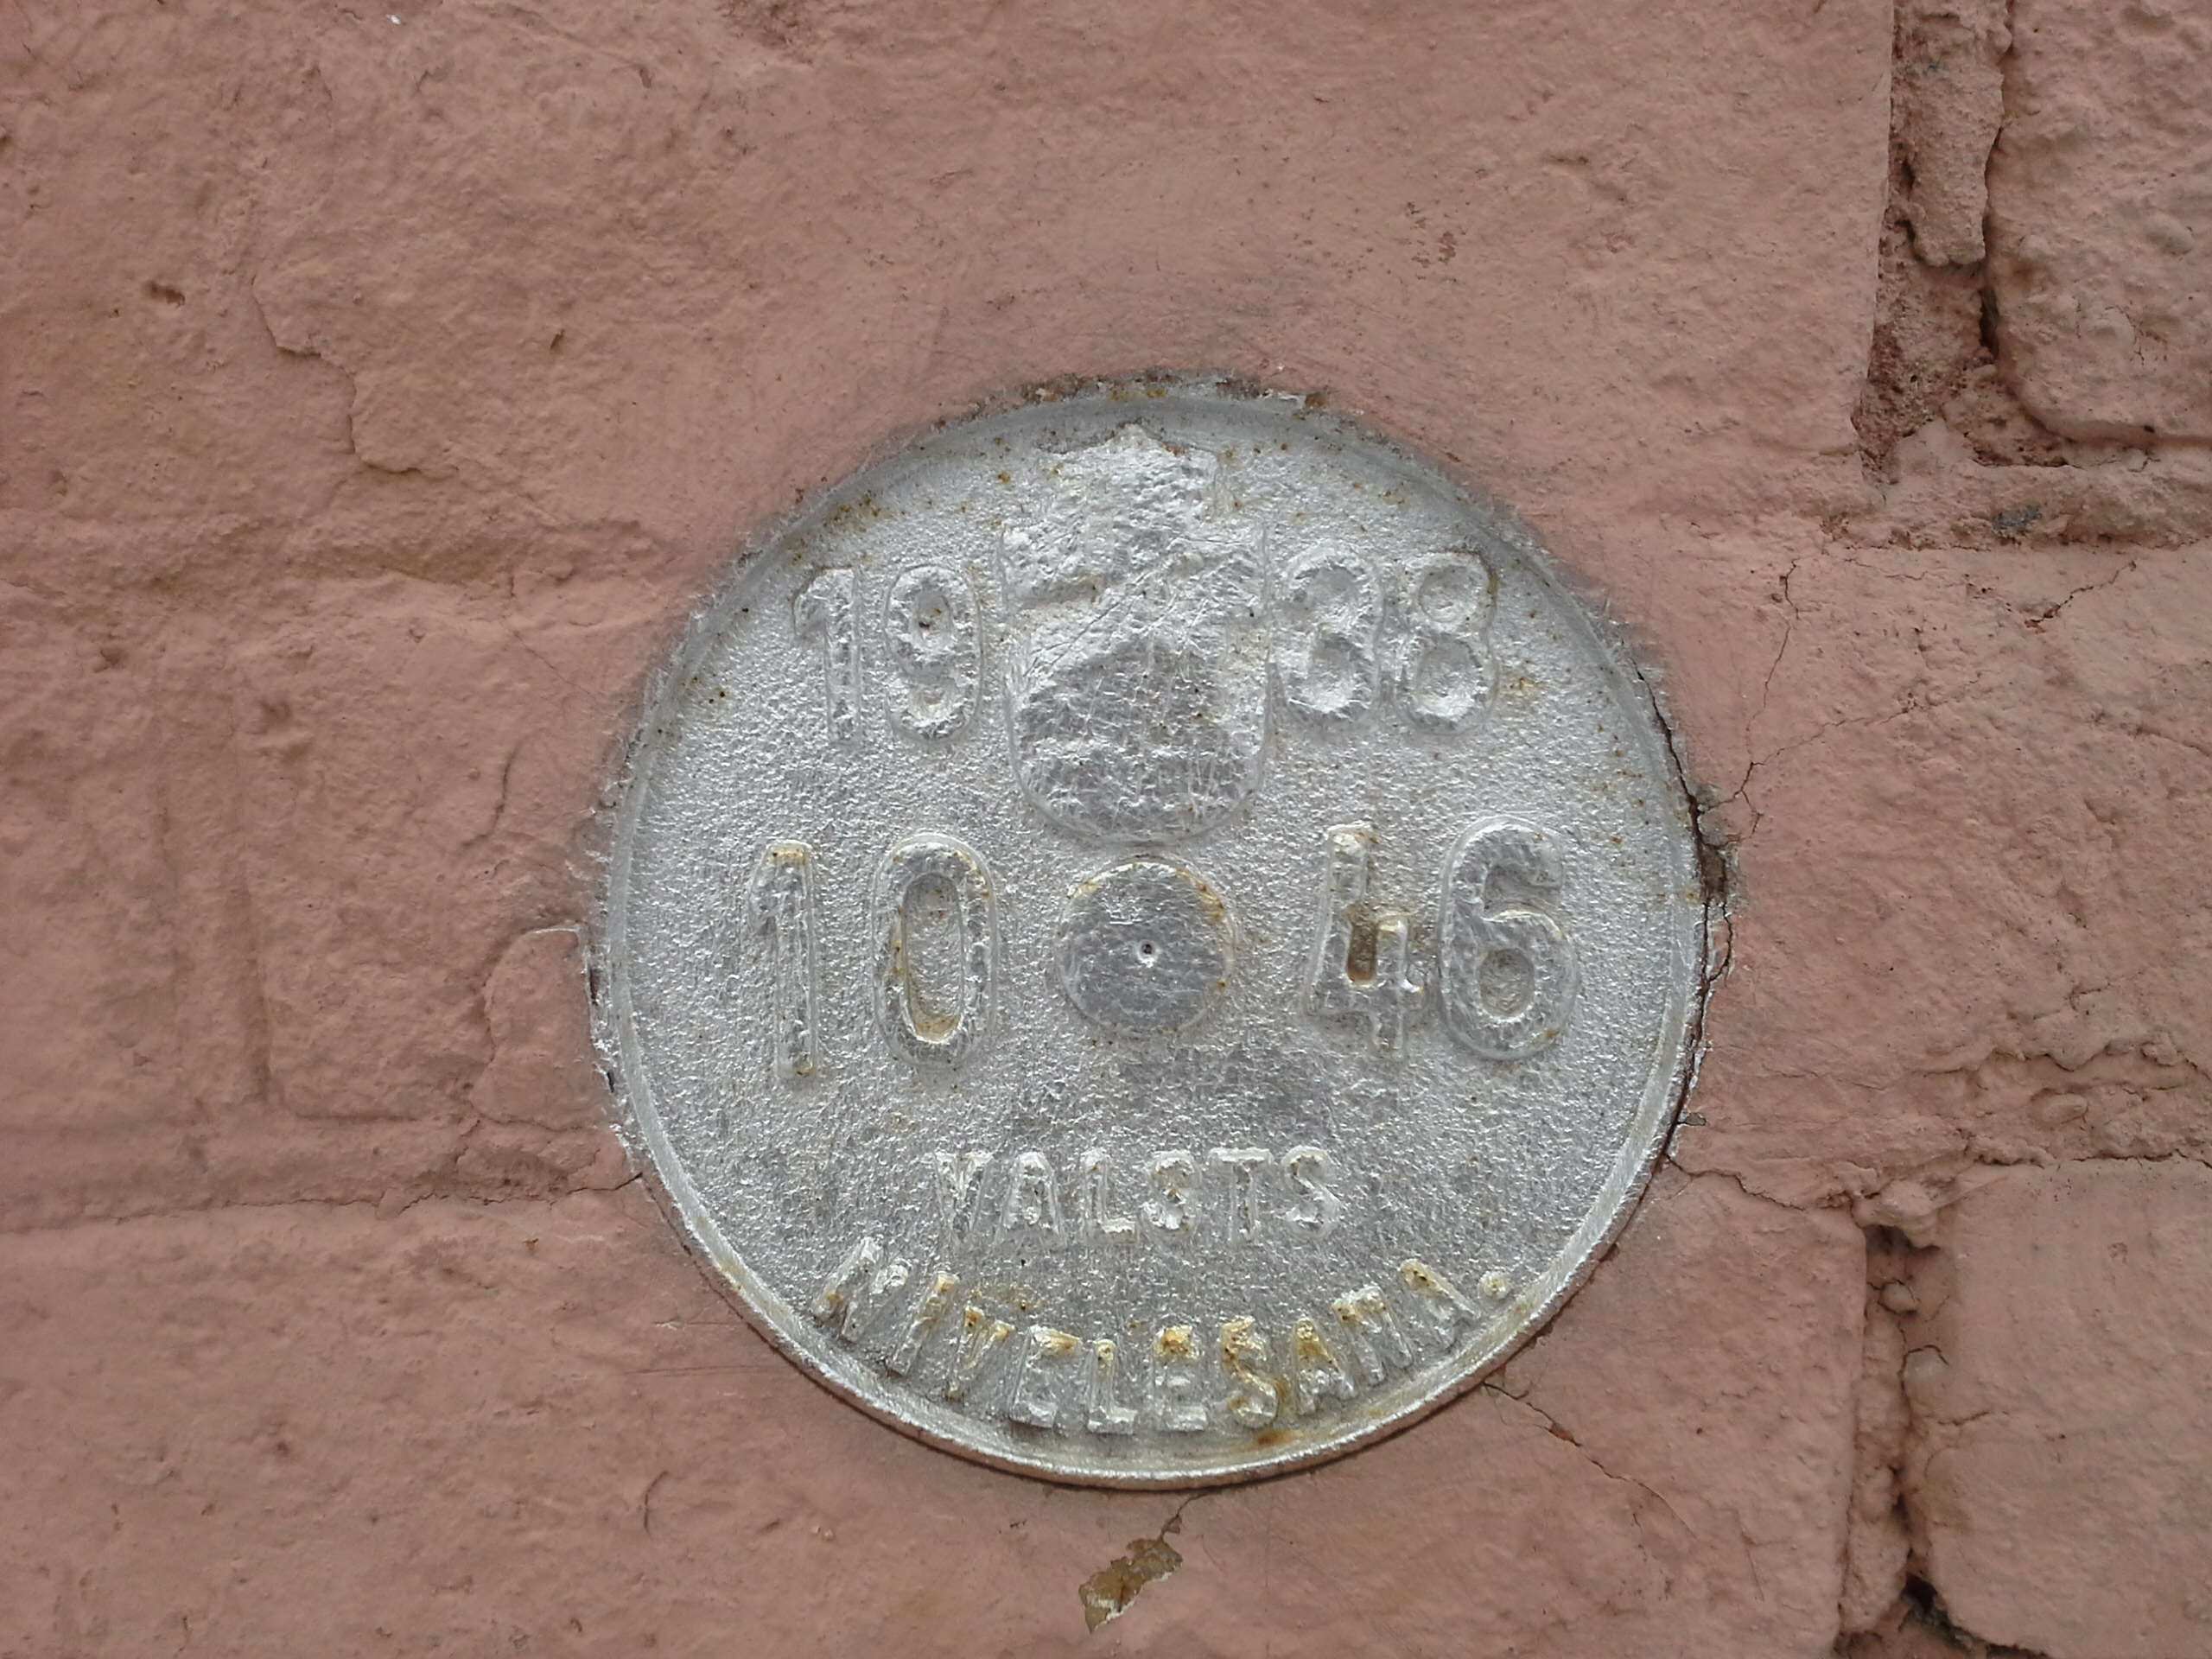 19 38
10 46
VALSTS
NIVELESANA.